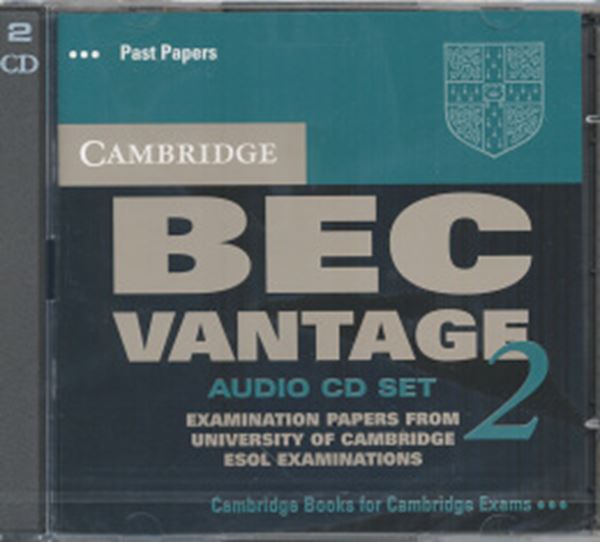 2
CD
••• Past Papers
CAMBRIDGE
BEC
VANTAGE
2
AUDIO CD SET
EXAMINATION PAPERS FROM
UNIVERSITY OF CAMBRIDGE
ESOL EXAMINATIONS
Cambridge Books for Cambridge Exams •••